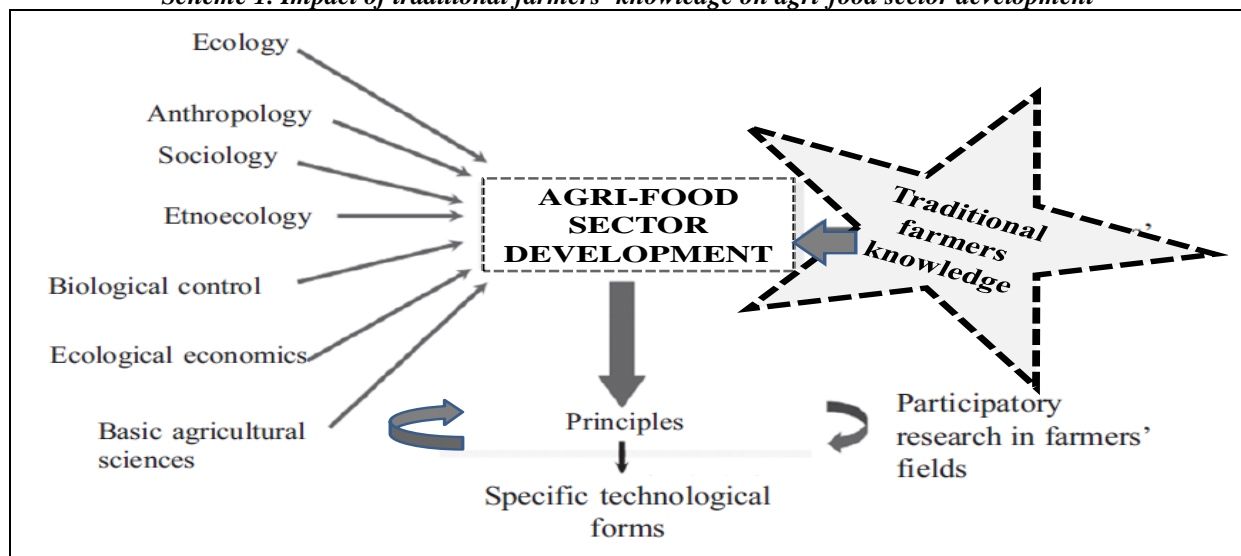 Scheme 1. Impact of traditional farmers' knowledge on agri-food sector development
Ecology
Anthropology
Sociology
Etnoecology
Biological control
Ecological economics
Basic agricultural
sciences
AGRI-FOOD
SECTOR
DEVELOPMENT
Traditional
farmers
knowledge
’
Principles
Specific technological
forms
Participatory
research in farmers’
fields